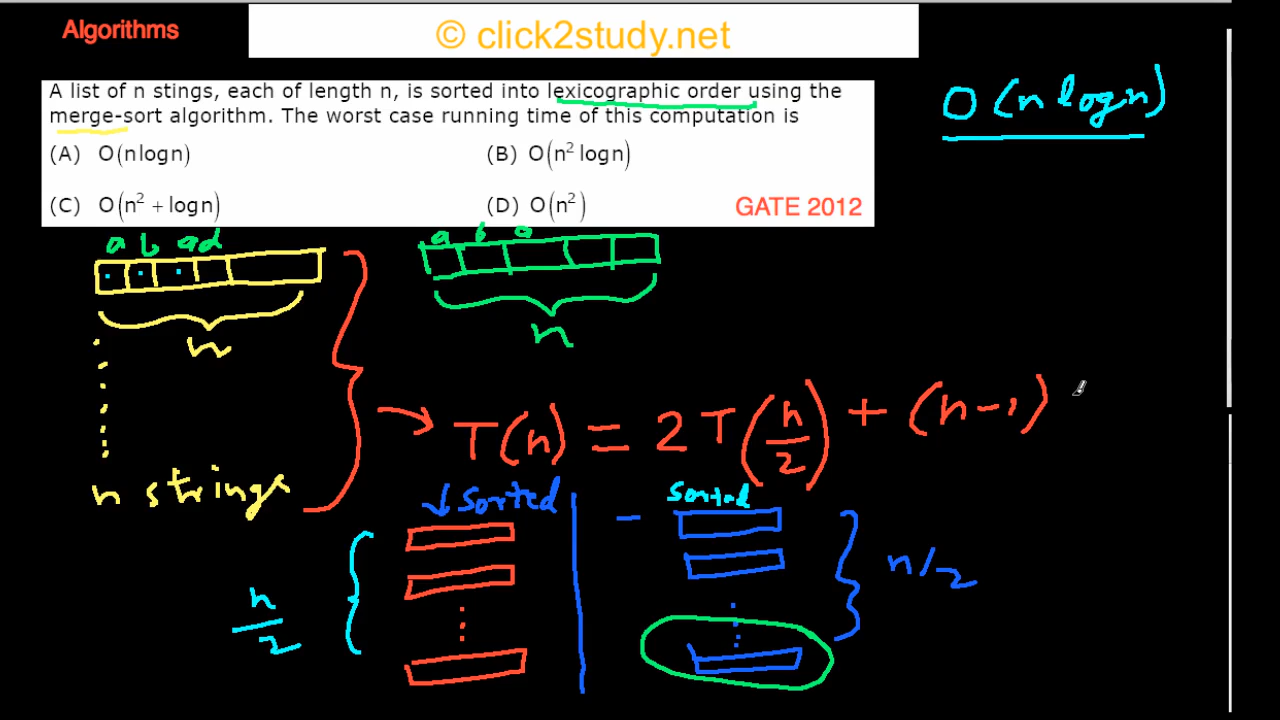 Algorithms
© click2study.net
A list of n stings, each of length n, is sorted into lexicographic order using the
merge-sort algorithm. The worst case running time of this computation is
(A) O(nlogn)
(B) O(n² logn)
(C) O(n² + logn)
(D) O(n²)
GATE 2012
O(n logn)
a b a d
a b a
n
n
n strings
T(n) = 2T(n/2) + (n-1)
↓ sorted
sorted
n/2
n/2